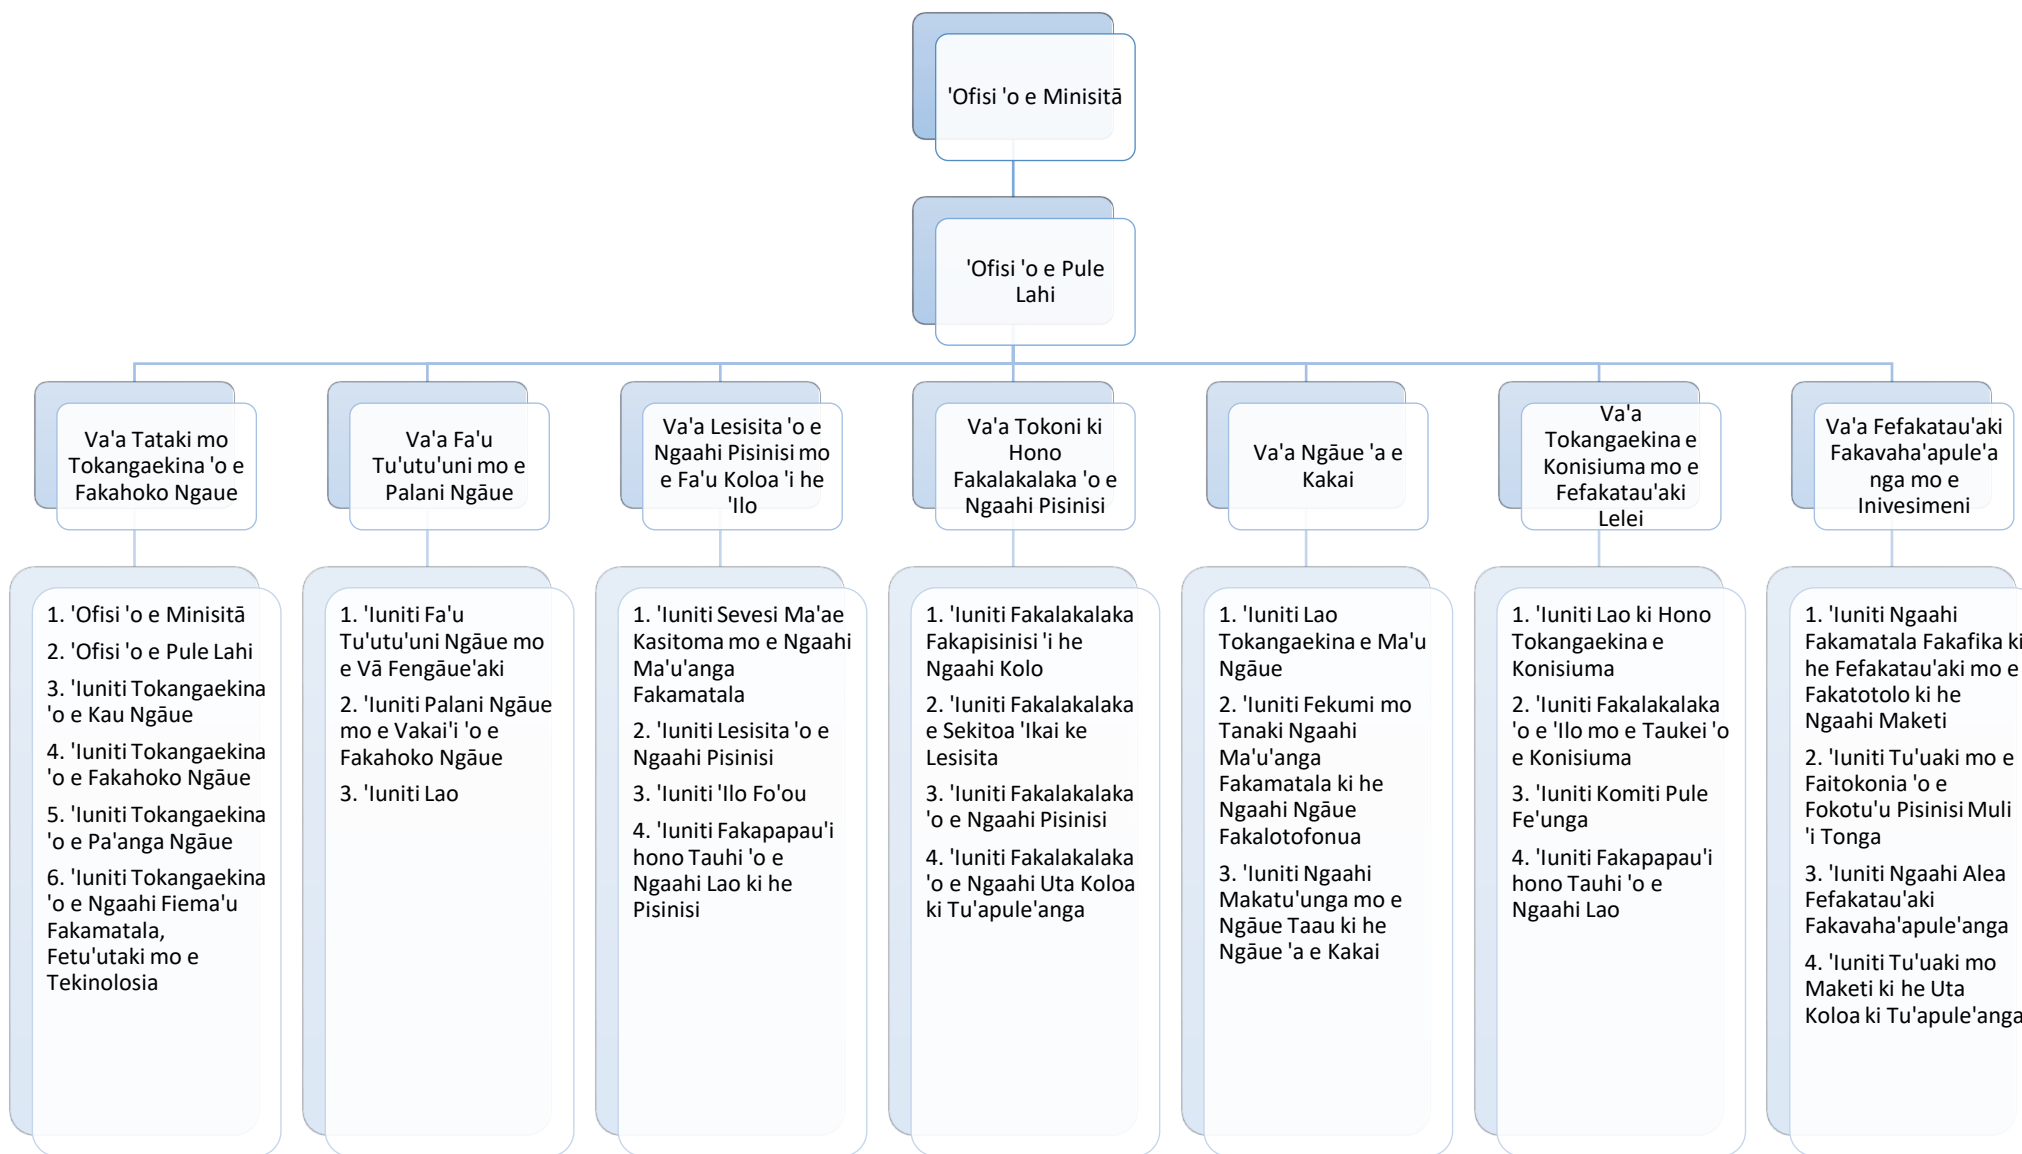 'Ofisi 'o e Minisitā
'Ofisi 'o e Pule
Lahi
Va'a Tataki mo
Tokangaekina 'o e
Fakahoko Ngaue
Va'a Fa'u
Tu'utu'uni mo e
Palani Ngāue
Va'a Lesisita 'o e
Ngaahi Pisinisi mo
e Fa'u Koloa 'i he
'Ilo
Va'a Tokoni ki
Hono
Fakalakalaka 'o e
Ngaahi Pisinisi
Va'a Ngāue 'a e
Kakai
Va'a
Tokangaekina e
Konisiuma mo e
Fefakatau'aki
Lelei
Va'a Fefakatau'aki
Fakavaha'apule'a
nga mo e
Inivesimeni
1. 'Ofisi 'o e Minisitā
2. 'Ofisi 'o e Pule Lahi
3. 'Iuniti Tokangaekina
'o e Kau Ngāue
4. 'Iuniti Tokangaekina
'o e Fakahoko Ngāue
5. 'Iuniti Tokangaekina
'o e Pa'anga Ngāue
6. 'Iuniti Tokangaekina
'o e Ngaahi Fiema'u
Fakamatala,
Fetu'utaki mo e
Tekinolosia
1. 'Iuniti Fa'u
Tu'utu'uni Ngāue mo
e Vā Fengāue'aki
2. 'Iuniti Palani Ngāue
mo e Vakai'i 'o e
Fakahoko Ngāue
3. 'Iuniti Lao
1. 'Iuniti Sevesi Ma'ae
Kasitoma mo e Ngaahi
Ma'u'anga
Fakamatala
2. 'Iuniti Lesisita 'o e
Ngaahi Pisinisi
3. 'Iuniti 'Ilo Fo'ou
4. 'Iuniti Fakapapau'i
hono Tauhi 'o e
Ngaahi Lao ki he
Pisinisi
1. 'Iuniti Fakalakalaka
Fakapisinisi 'i he
Ngaahi Kolo
2. 'Iuniti Fakalakalaka
e Sekitoa 'Ikai ke
Lesisita
3. 'Iuniti Fakalakalaka
'o e Ngaahi Pisinisi
4. 'Iuniti Fakalakalaka
'o e Ngaahi Uta Koloa
ki Tu'apule'anga
1. 'Iuniti Lao
Tokangaekina e Ma'u
Ngāue
2. 'Iuniti Fekumi mo
Tanaki Ngaahi
Ma'u'anga
Fakamatala ki he
Ngaahi Ngāue
Fakalotofonua
3. 'Iuniti Ngaahi
Makatu'unga mo e
Ngāue Taau ki he
Ngāue 'a e Kakai
1. 'Iuniti Lao ki Hono
Tokangaekina e
Konisiuma
2. 'Iuniti Fakalakalaka
'o e 'Ilo mo e Taukei 'o
e Konisiuma
3. 'Iuniti Komiti Pule
Fe'unga
4. 'Iuniti Fakapapau'i
hono Tauhi 'o e
Ngaahi Lao
1. 'Iuniti Ngaahi
Fakamatala Fakafika ki
he Fefakatau'aki mo e
Fakatotolo ki he
Ngaahi Maketi
2. 'Iuniti Tu'uaki mo e
Faitokonia 'o e
Fokotu'u Pisinisi Muli
'i Tonga
3. 'Iuniti Ngaahi Alea
Fefakatau'aki
Fakavaha'apule'anga
4. 'Iuniti Tu'uaki mo
Maketi ki he Uta
Koloa ki Tu'apule'anga